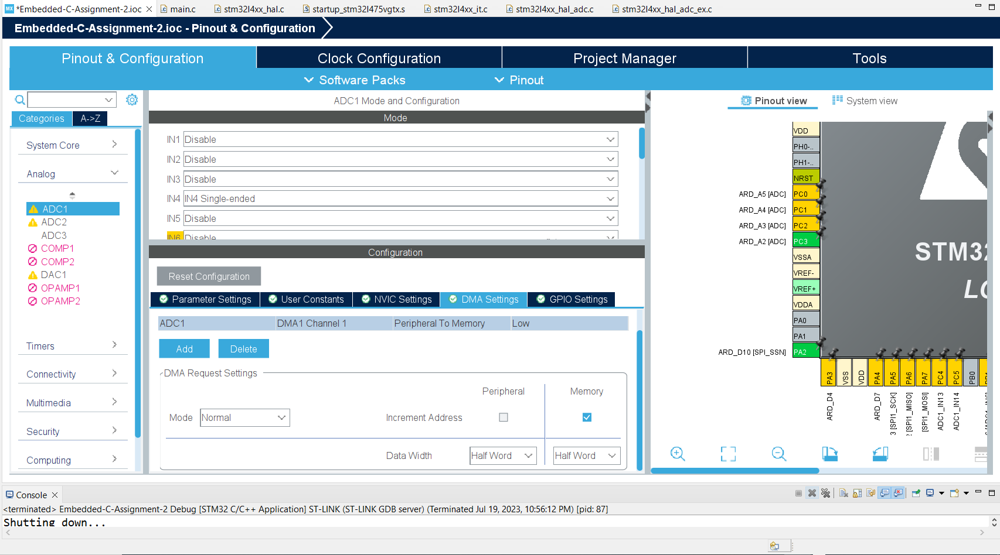 *Embedded-C-Assignment-2.ioc main.c stm32l4xx_hal.c startup_stm32l475vgtx.s stm32l4xx_it.c stm32l4xx_hal_adc.c stm32l4xx_hal_adc_ex.c
Embedded-C-Assignment-2.ioc - Pinout & Configuration
Pinout & Configuration Clock Configuration Project Manager Tools
Software Packs Pinout
Categories A->Z
System Core
Analog
ADC1
ADC2
ADC3
COMP1
COMP2
DAC1
OPAMP1
OPAMP2
Timers
Connectivity
Multimedia
Security
Computing
ADC1 Mode and Configuration
Mode
IN1 Disable
IN2 Disable
IN3 Disable
IN4 IN4 Single-ended
IN5 Disable
IN6 Disable
Configuration
Reset Configuration
Parameter Settings User Constants NVIC Settings DMA Settings GPIO Settings
ADC1 DMA1 Channel 1 Peripheral To Memory Low
Add Delete
DMA Request Settings
Peripheral Memory
Mode Normal Increment Address
Data Width Half Word Half Word
Pinout view System view
VDD
PH0-..
PH1-..
NRST
ARD_A5 [ADC] PC0
ARD_A4 [ADC] PC1
ARD_A3 [ADC] PC2
ARD_A2 [ADC] PC3
VSSA
VREF-
VREF+
VDDA
PA0
PA1
ARD_D10 [SPI_SSN] PA2
STM32
PA3 VSS VDD PA4 PA5 PA6 PA7 PC4 PC5 PB0
ARD_D4 ARD_D7 3 [SPI1_SCK] 2 [SPI1_MISO] [SPI1_MOSI] ADC1_IN13 ADC1_IN14
Console
<terminated> Embedded-C-Assignment-2 Debug [STM32 C/C++ Application] ST-LINK (ST-LINK GDB server) (Terminated Jul 19, 2023, 10:56:12 PM) [pid: 87]
Shutting down...